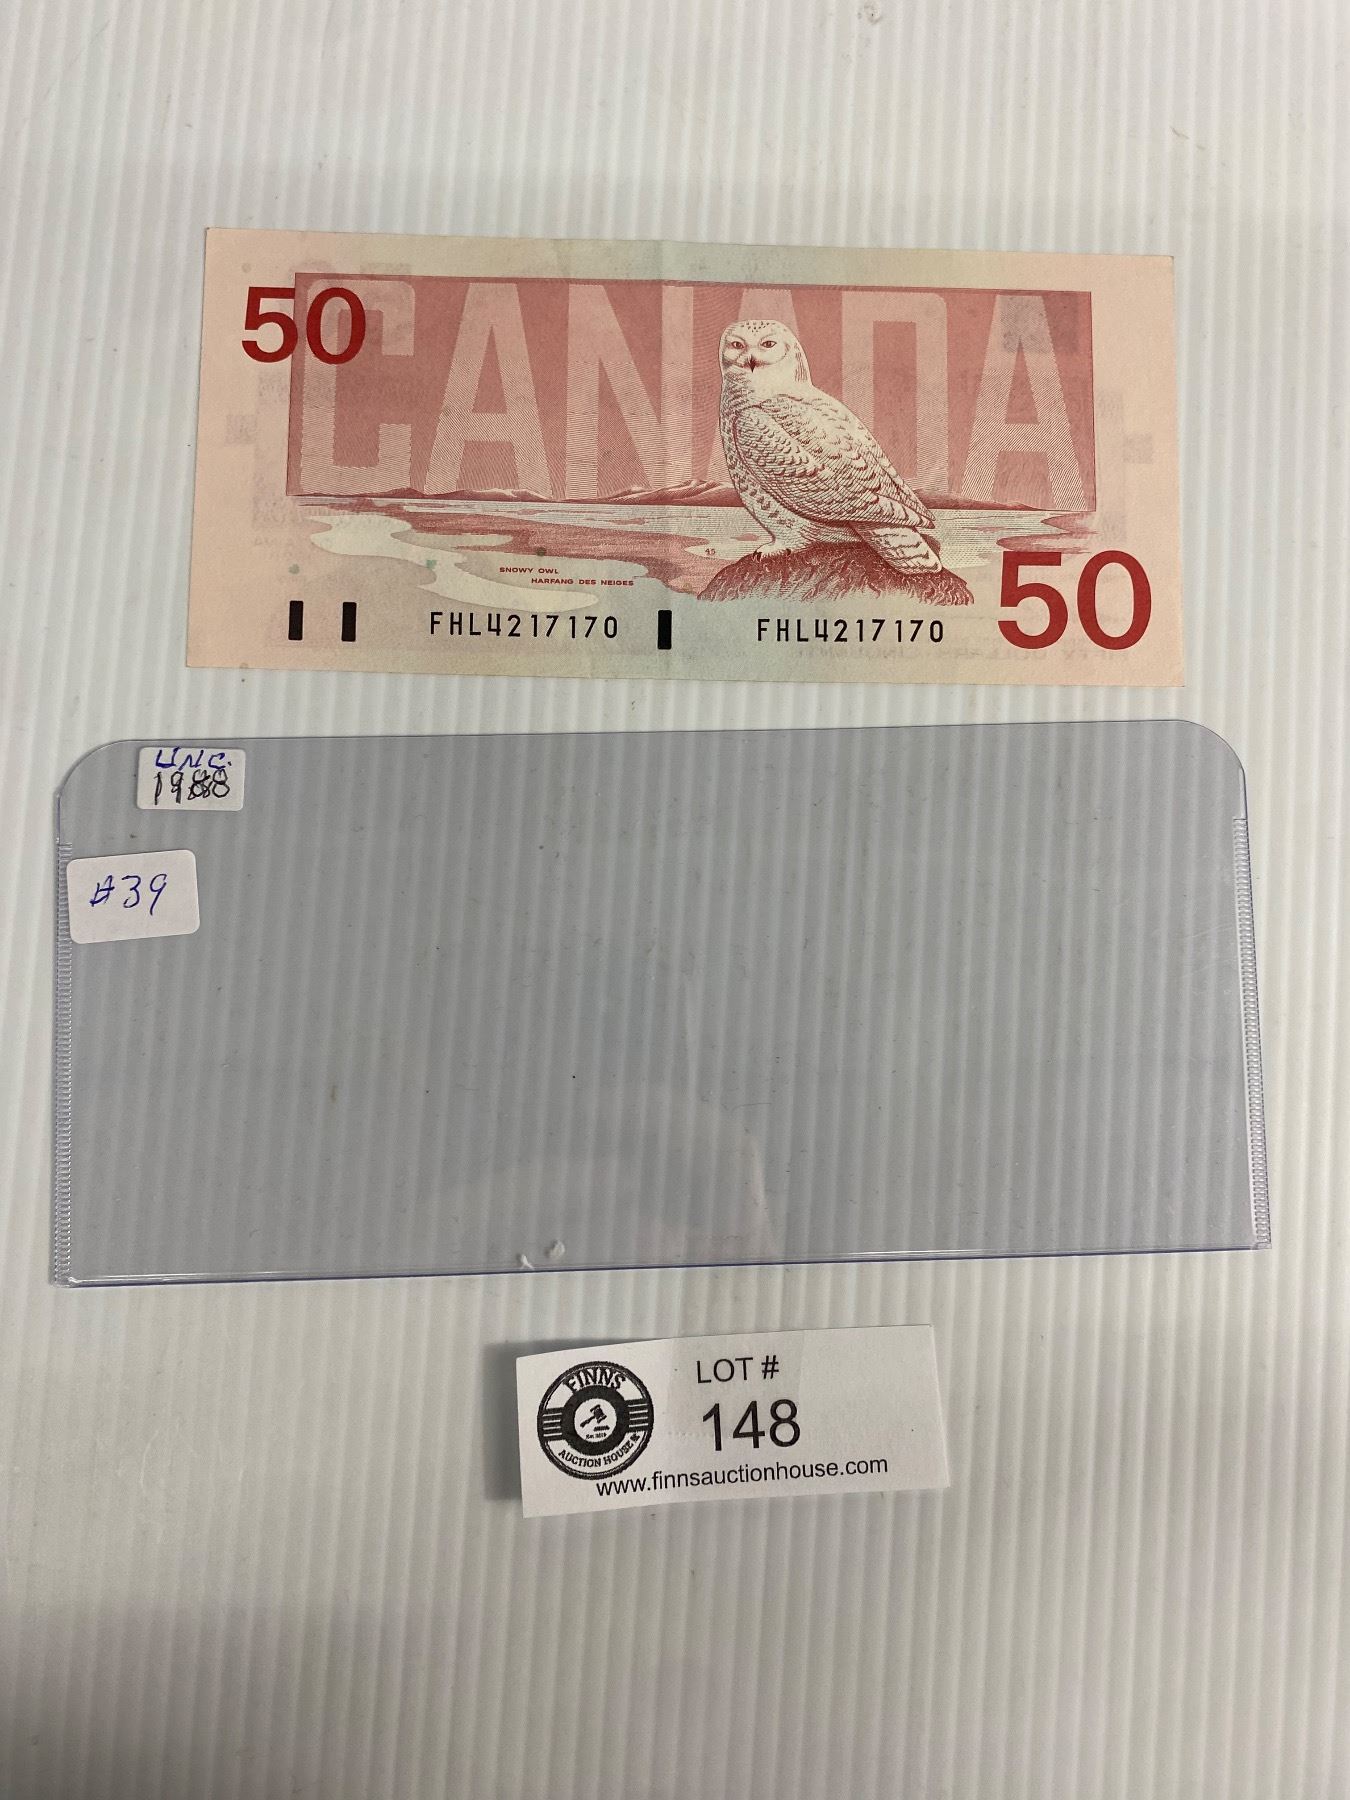 50
CANADA
45
SNOWY OWL
HARFANG DES NEIGES
FHL4217170
FHL4217170
50
UNC.
1988
#39
FINNS
AUCTION HOUSE
LOT #
148
www.finnsauctionhouse.com